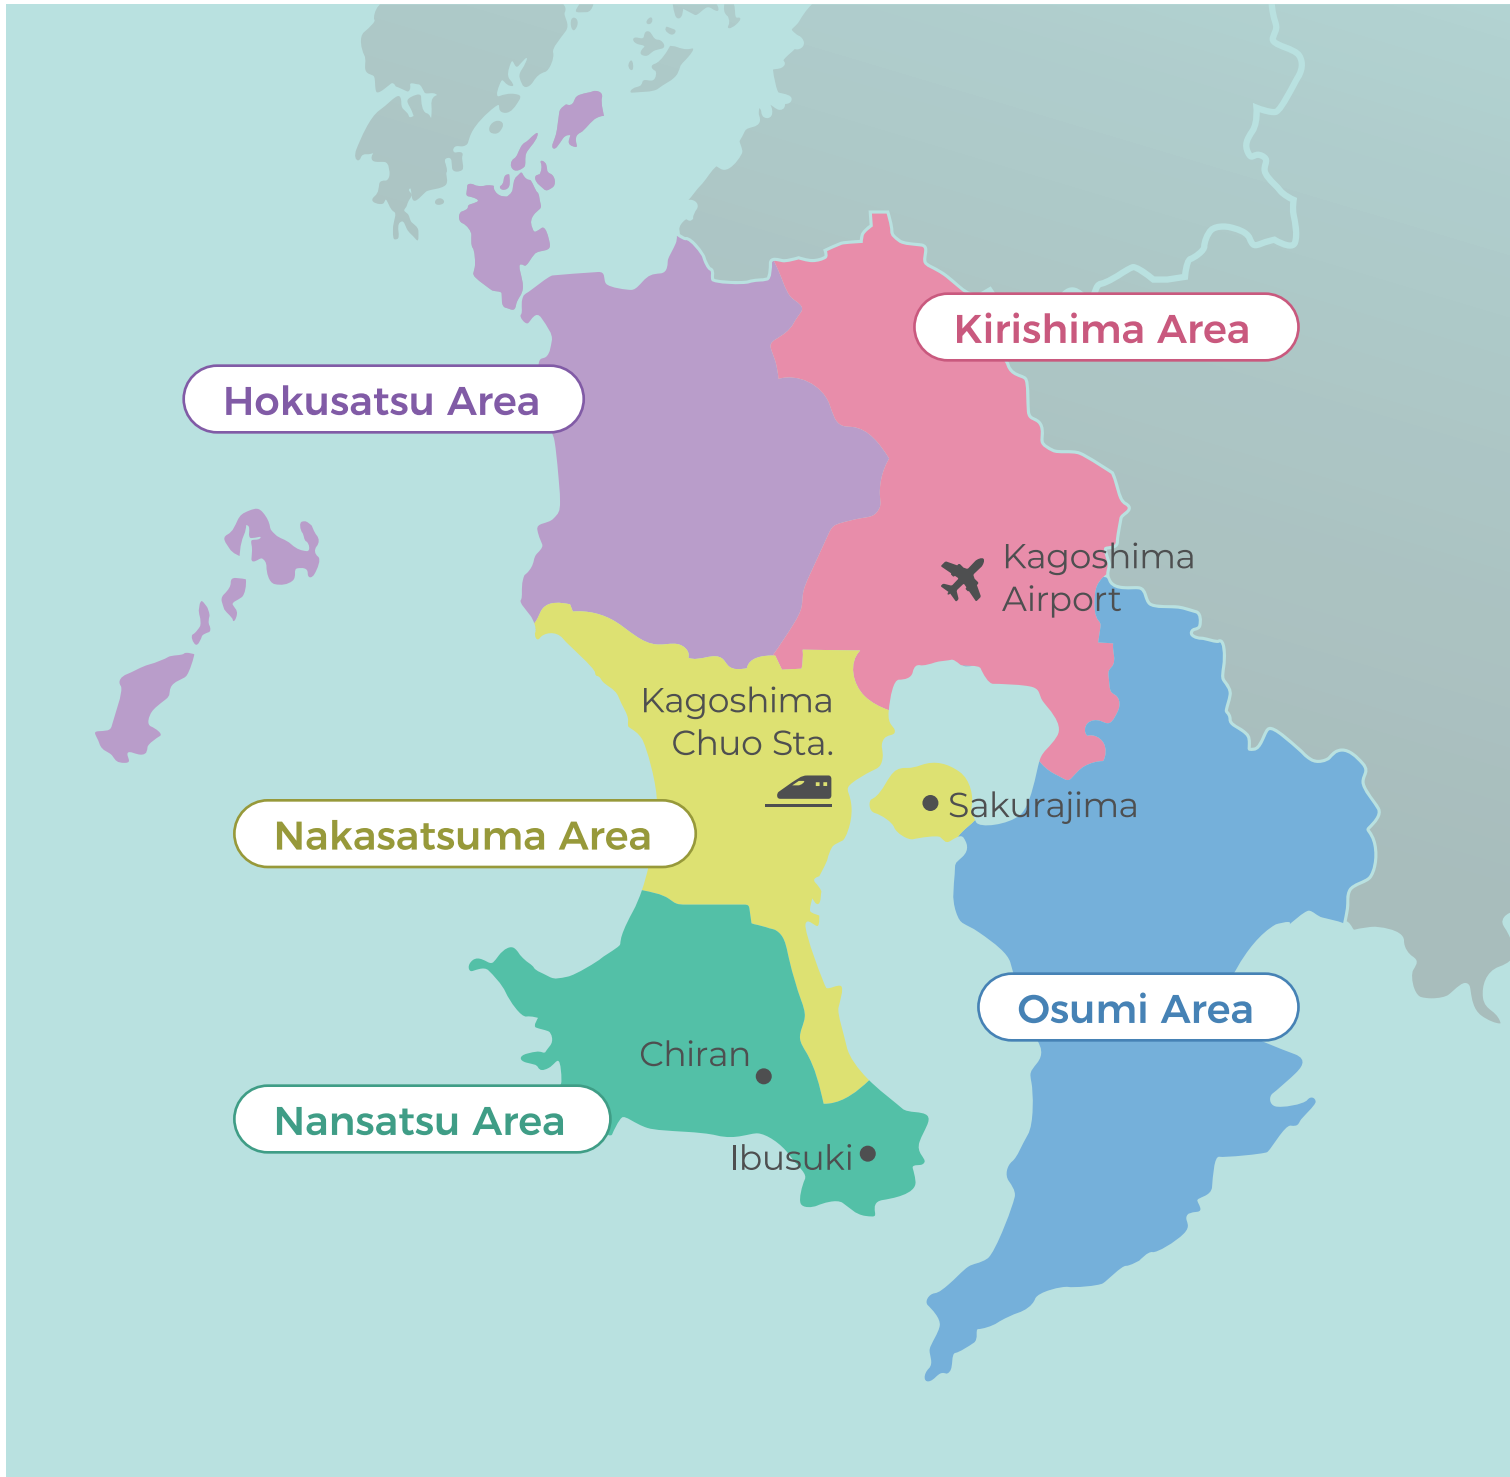 Kirishima Area
Hokusatsu Area
Kagoshima
Airport
Kagoshima
Chuo Sta.
Sakurajima
Nakasatsuma Area
Osumi Area
Chiran
Nansatsu Area
Ibusuki